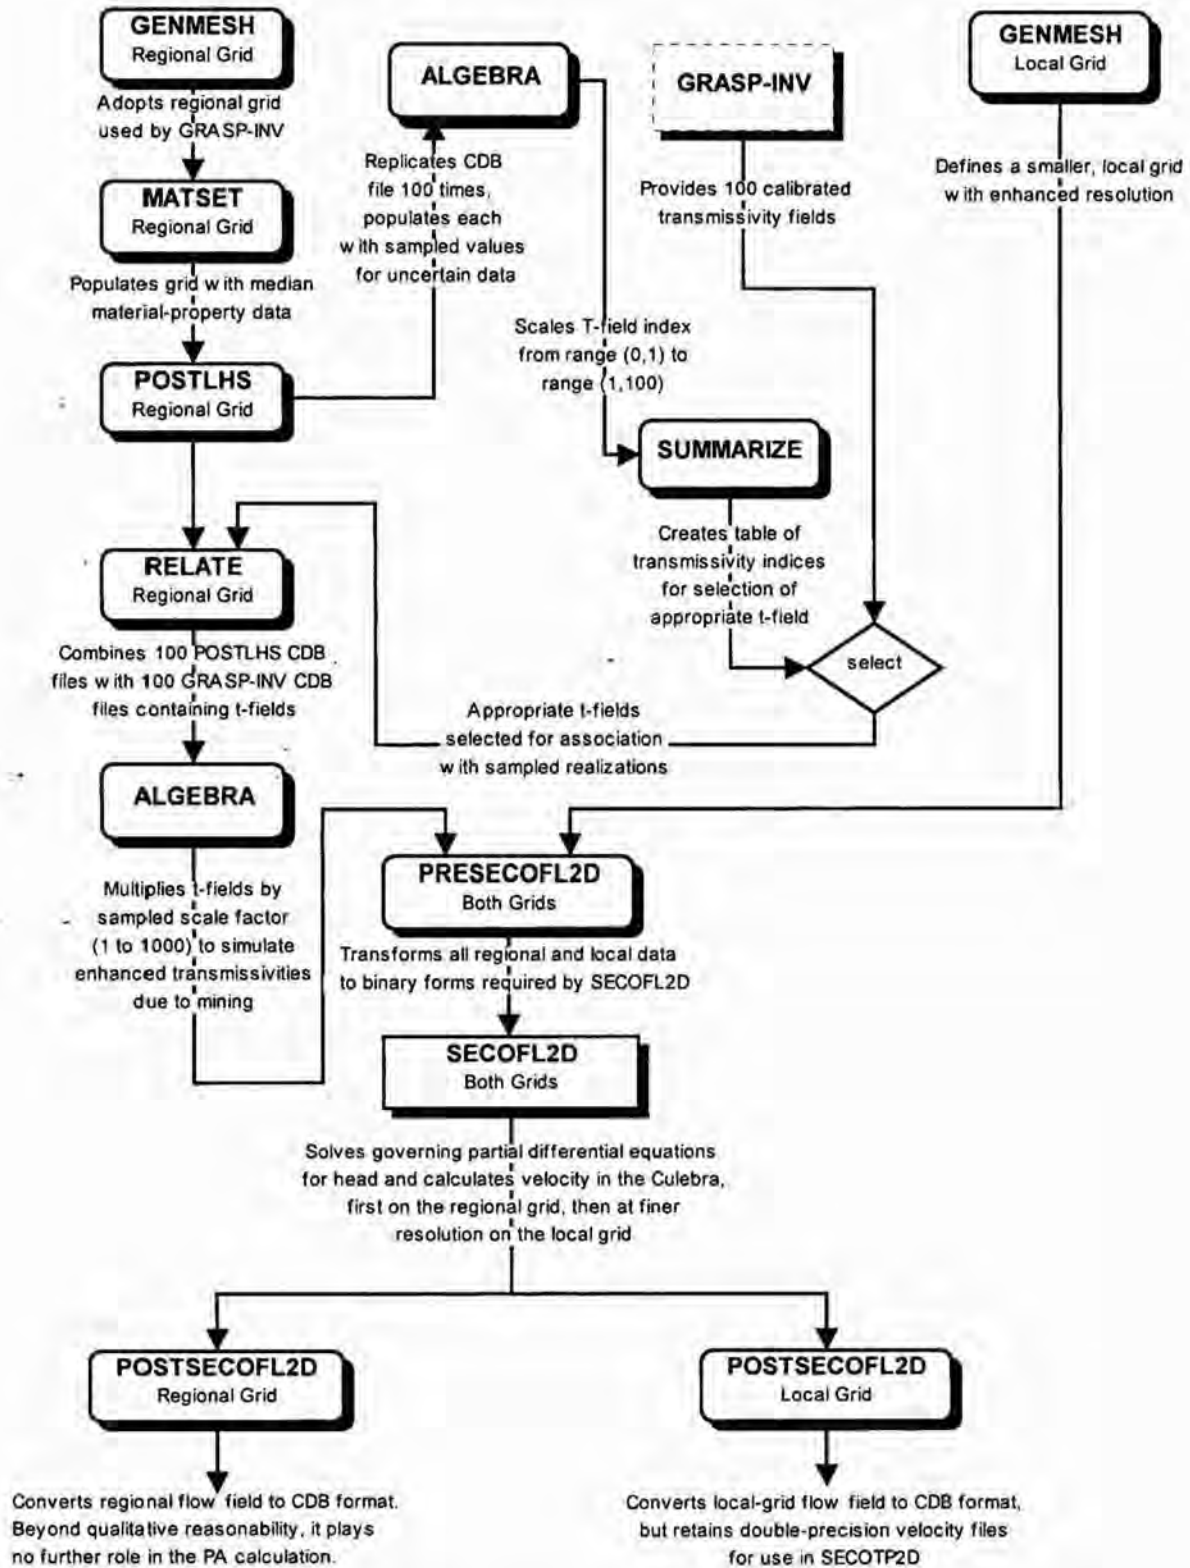 GENMESH
Regional Grid
Adopts regional grid
used by GRASP-INV
MATSET
Regional Grid
Populates grid with median
material-property data
POSTLHS
Regional Grid
ALGEBRA
Replicates CDB
file 100 times,
populates each
with sampled values
for uncertain data
Scales T-field index
from range (0,1) to
range (1,100)
GRASP-INV
Provides 100 calibrated
transmissivity fields
GENMESH
Local Grid
Defines a smaller, local grid
with enhanced resolution
SUMMARIZE
Creates table of
transmissivity indices
for selection of
appropriate t-field
select
Appropriate t-fields
selected for association
with sampled realizations
RELATE
Regional Grid
Combines 100 POSTLHS CDB
files with 100 GRASP-INV CDB
files containing t-fields
ALGEBRA
Multiplies t-fields by
sampled scale factor
(1 to 1000) to simulate
enhanced transmissivities
due to mining
PRESECOFL2D
Both Grids
Transforms all regional and local data
to binary forms required by SECOFL2D
SECOFL2D
Both Grids
Solves governing partial differential equations
for head and calculates velocity in the Culebra,
first on the regional grid, then at finer
resolution on the local grid
POSTSECOFL2D
Regional Grid
Converts regional flow field to CDB format.
Beyond qualitative reasonability, it plays
no further role in the PA calculation.
POSTSECOFL2D
Local Grid
Converts local-grid flow field to CDB format,
but retains double-precision velocity files
for use in SECOTP2D